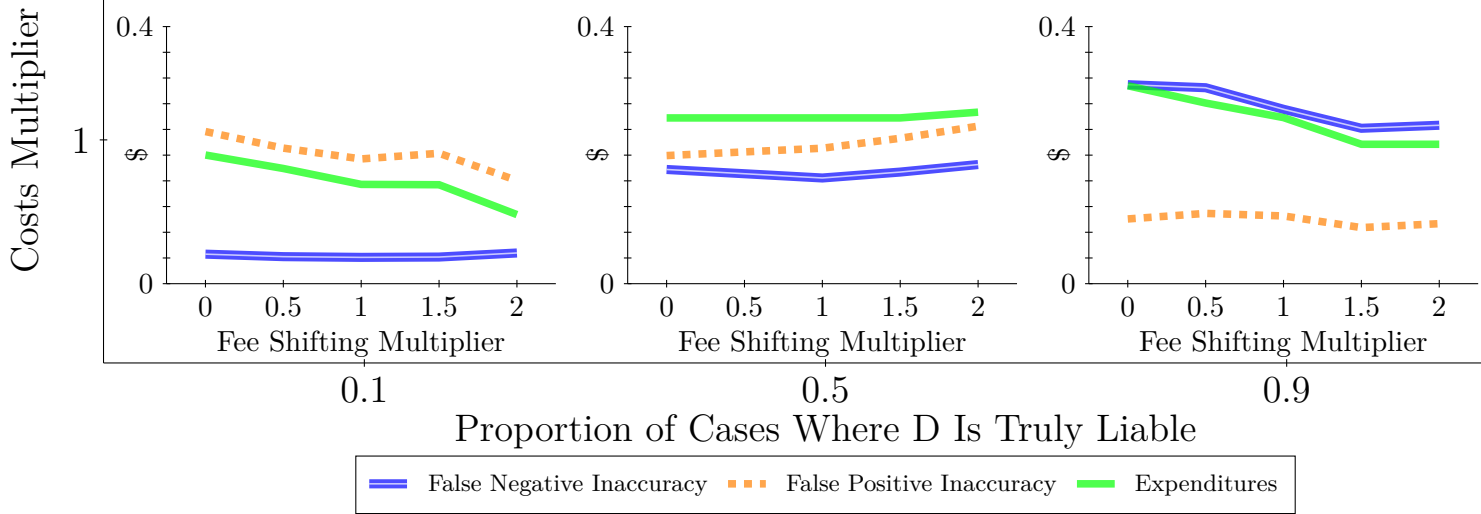 Costs Multiplier
1
$
0.4
0
0 0.5 1 1.5 2
Fee Shifting Multiplier
$
0.4
0
0 0.5 1 1.5 2
Fee Shifting Multiplier
$
0.4
0
0 0.5 1 1.5 2
Fee Shifting Multiplier
0.1 0.5 0.9
Proportion of Cases Where D Is Truly Liable
False Negative Inaccuracy False Positive Inaccuracy Expenditures